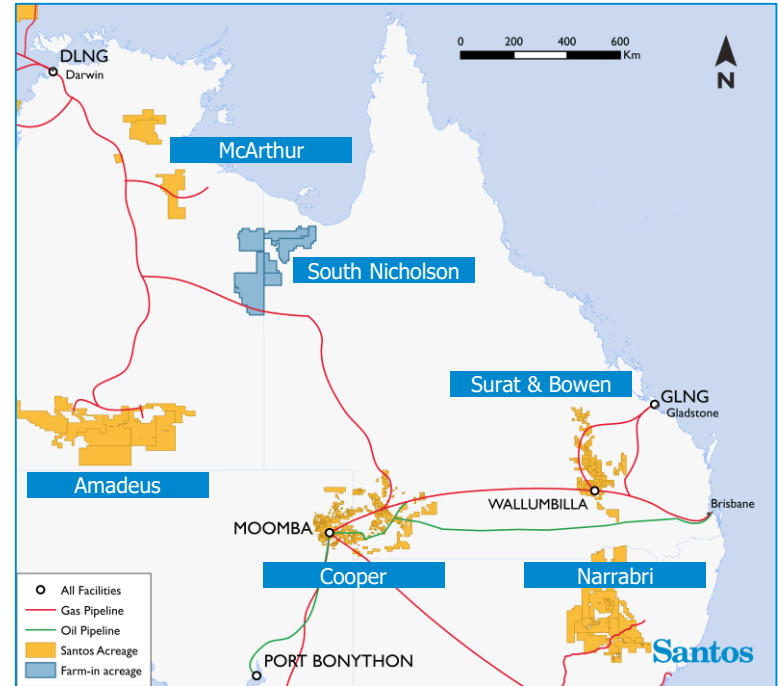 DLNG
Darwin
0 200 400 600
Km
N
McArthur
South Nicholson
Surat & Bowen
GLNG
Gladstone
Amadeus
WALLUMBILLA
Brisbane
MOOMBA
Cooper
Narrabri
All Facilities
Gas Pipeline
Oil Pipeline
Santos Acreage
Farm-in acreage
PORT BONYTHON
Santos